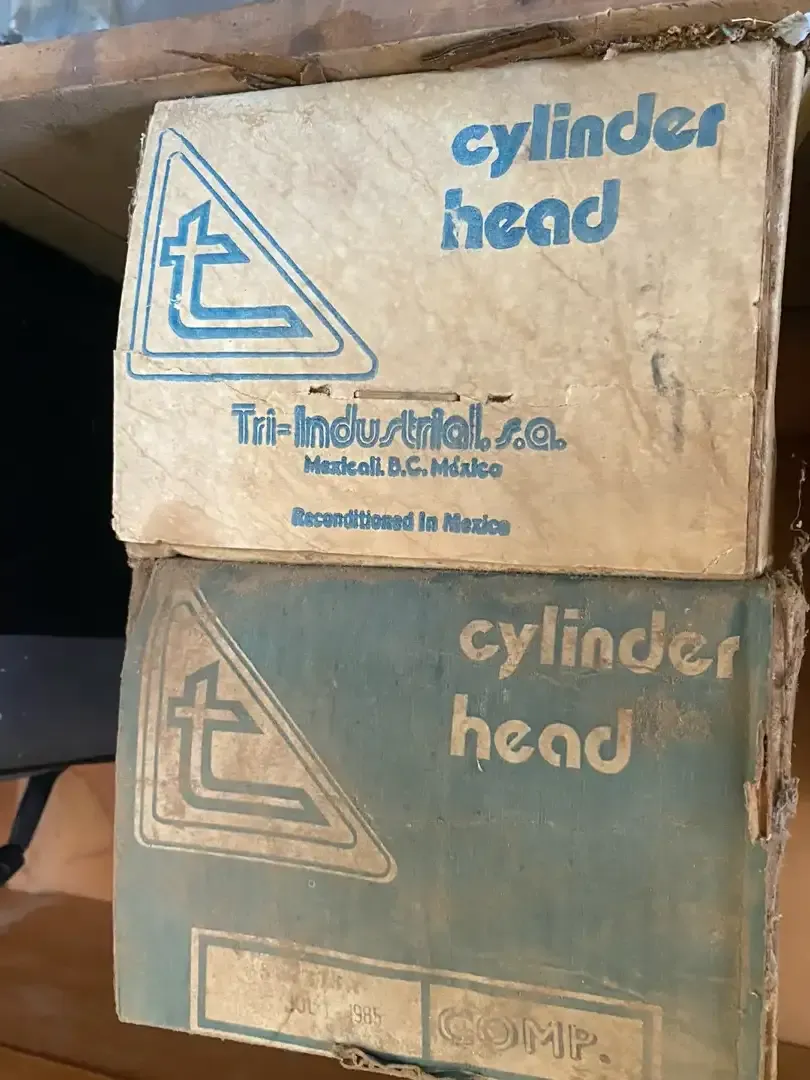 cylinder
head
t
Tri-Industrial, s.a.
Mexicali, B.C. México
Reconditioned In Mexico
cylinder
head
t
JUL 1 1985
COMP.